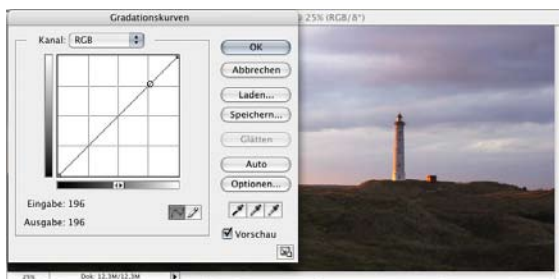 Gradationskurven
@ 25% (RGB/8*)
Kanal: RGB
OK
Abbrechen
Laden...
Speichern...
Glätten
Auto
Optionen...
Eingabe: 196
Ausgabe: 196
Vorschau
25% Dok: 12,3M/12,3M